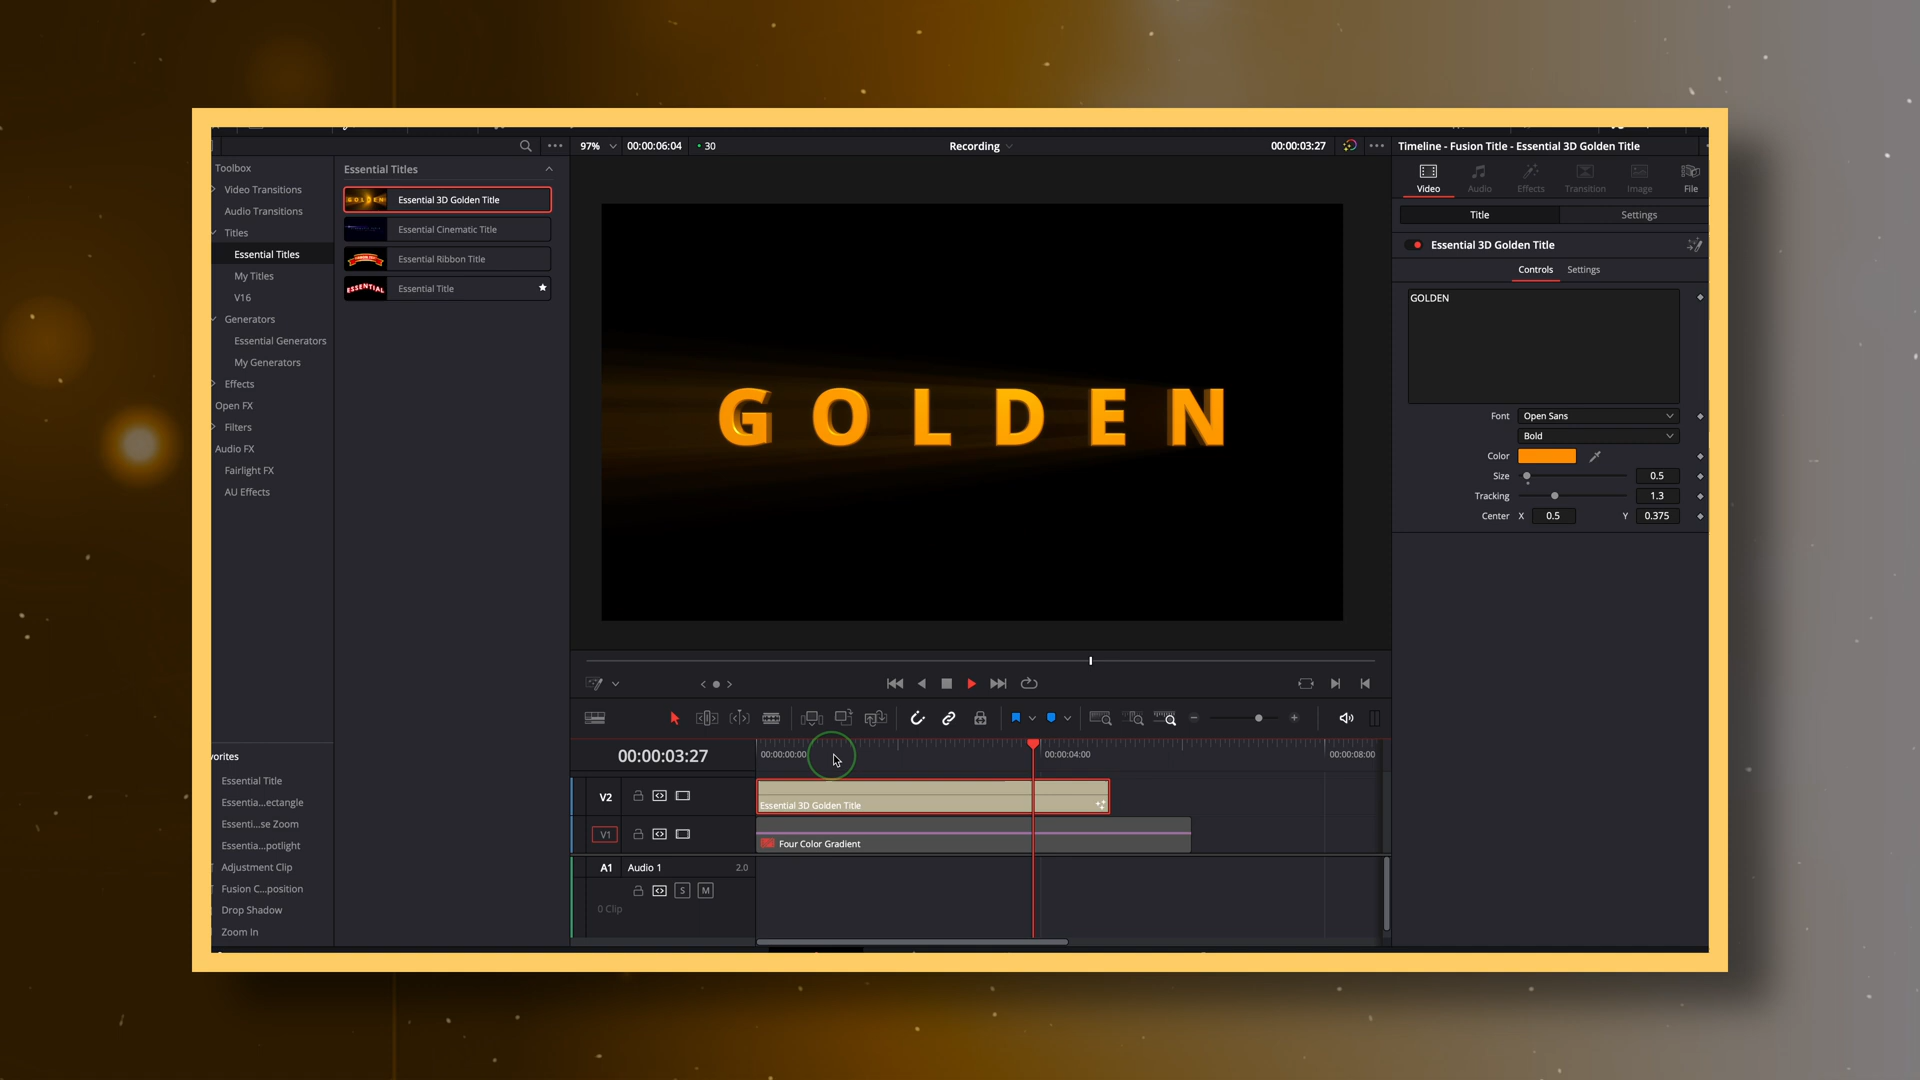 97%
00:00:06:04
30
Recording
00:00:03:27
Timeline - Fusion Title - Essential 3D Golden Title
Toolbox
Video Transitions
Audio Transitions
Titles
Essential Titles
My Titles
V16
Generators
Essential Generators
My Generators
Effects
Open FX
Filters
Audio FX
Fairlight FX
AU Effects
Essential Titles
GOLDEN
Essential 3D Golden Title
Essential Cinematic Title
Essential Ribbon Title
ESSENTIAL
Essential Title
GOLDEN
Video
Audio
Effects
Transition
Image
File
Title
Settings
Essential 3D Golden Title
Controls
Settings
GOLDEN
Font
Open Sans
Bold
Color
Size
0.5
Tracking
1.3
Center
X
0.5
Y
0.375
vorites
Essential Title
Essentia...ectangle
Essenti...se Zoom
Essentia...potlight
Adjustment Clip
Fusion C...position
Drop Shadow
Zoom In
00:00:03:27
00:00:00:00
00:00:04:00
00:00:08:00
V2
Essential 3D Golden Title
V1
Four Color Gradient
A1
Audio 1
2.0
S
M
0 Clip